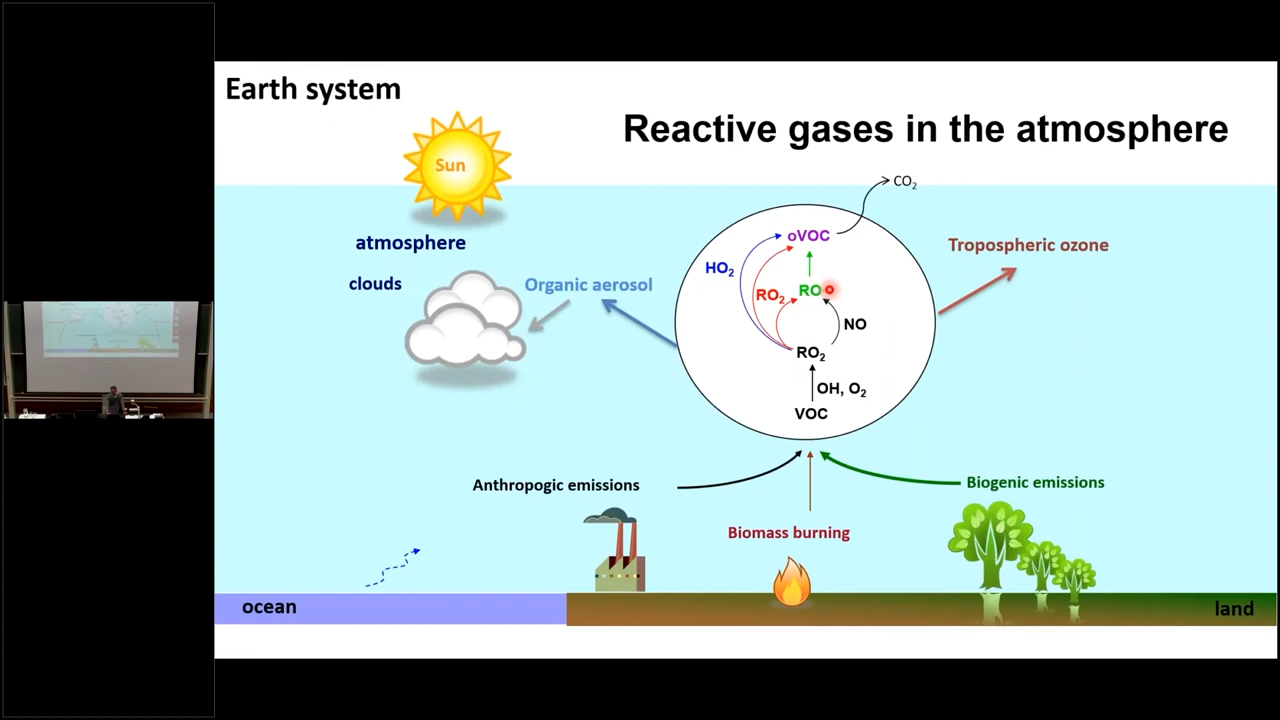 Earth system
Reactive gases in the atmosphere
Sun
CO₂
oVOC
atmosphere
Tropospheric ozone
HO₂
clouds
Organic aerosol
RO₂
RO
NO
RO₂
OH, O₂
VOC
Anthropogic emissions
Biogenic emissions
Biomass burning
ocean
land